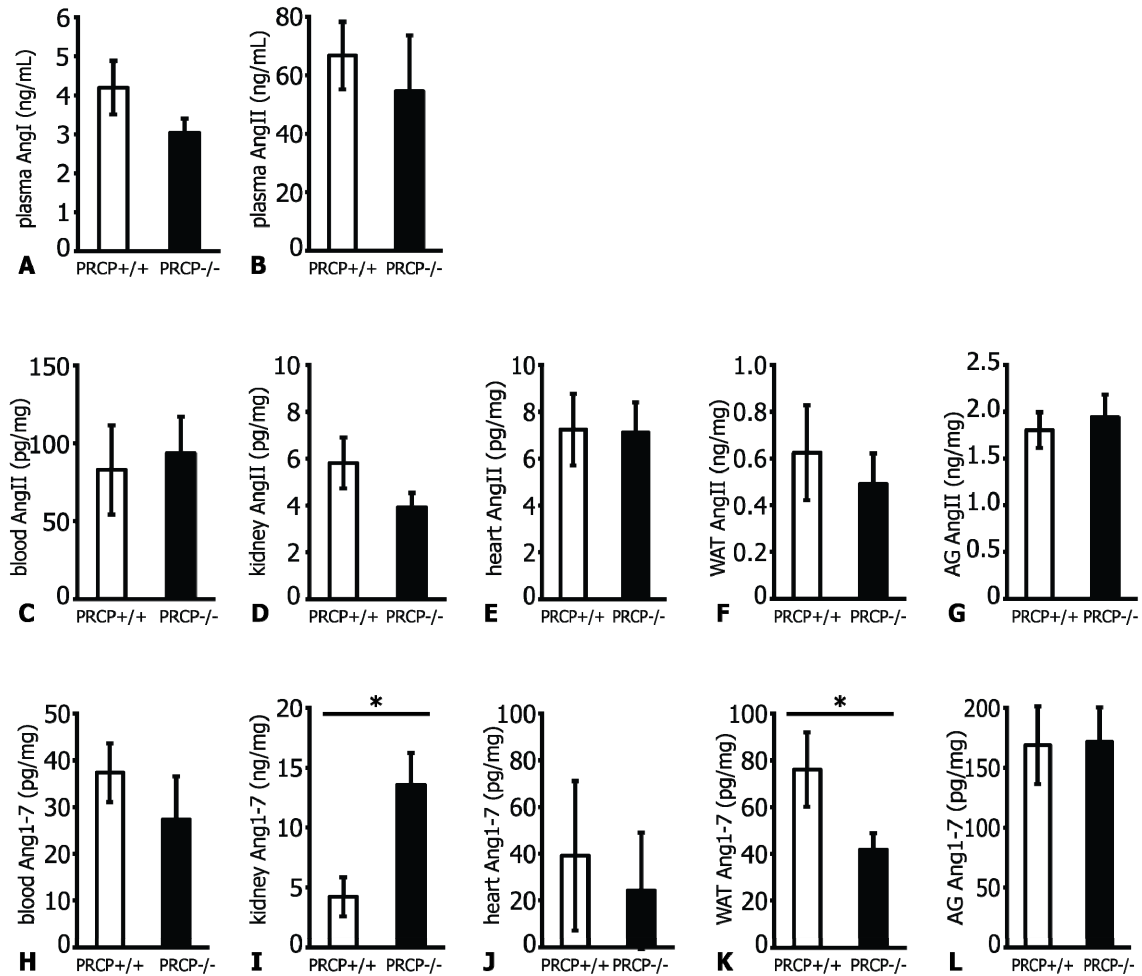 plasma AngI (ng/mL)
6
5
4
3
2
1
0
A
PRCP+/+ PRCP-/-
plasma AngII (ng/mL)
80
60
40
20
0
B
PRCP+/+ PRCP-/-
blood AngII (pg/mg)
150
100
50
0
C
PRCP+/+ PRCP-/-
kidney AngII (pg/mg)
10
8
6
4
2
0
D
PRCP+/+ PRCP-/-
heart AngII (pg/mg)
10
8
6
4
2
0
E
PRCP+/+ PRCP-/-
WAT AngII (ng/mg)
1.0
0.8
0.6
0.4
0.2
0
F
PRCP+/+ PRCP-/-
AG AngII (ng/mg)
2.5
2.0
1.5
1.0
0.5
0
G
PRCP+/+ PRCP-/-
blood Ang1-7 (pg/mg)
50
40
30
20
10
0
H
PRCP+/+ PRCP-/-
kidney Ang1-7 (ng/mg)
20
15
10
5
0
*
I
PRCP+/+ PRCP-/-
heart Ang1-7 (pg/mg)
100
80
60
40
20
0
J
PRCP+/+ PRCP-/-
WAT Ang1-7 (pg/mg)
100
80
60
40
20
0
*
K
PRCP+/+ PRCP-/-
AG Ang1-7 (pg/mg)
200
150
100
50
0
L
PRCP+/+ PRCP-/-